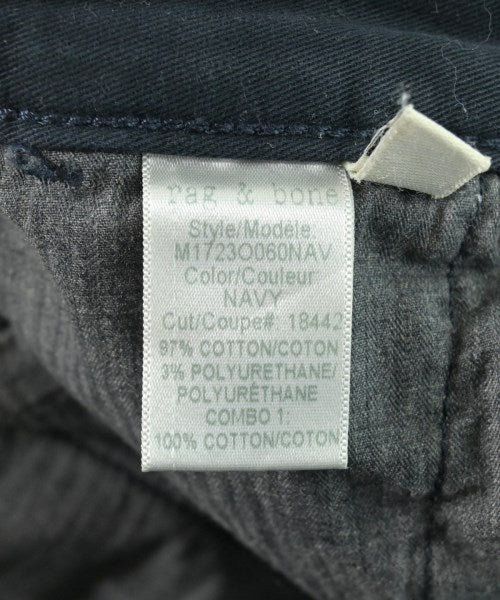 rag & bone
Style/Modèle:
M1723O060NAV
Color/Couleur
NAVY
Cut/Coupe# 18442
97% COTTON/COTON
3% POLYURETHANE/
POLYURÉTHANE
COMBO 1:
100% COTTON/COTON